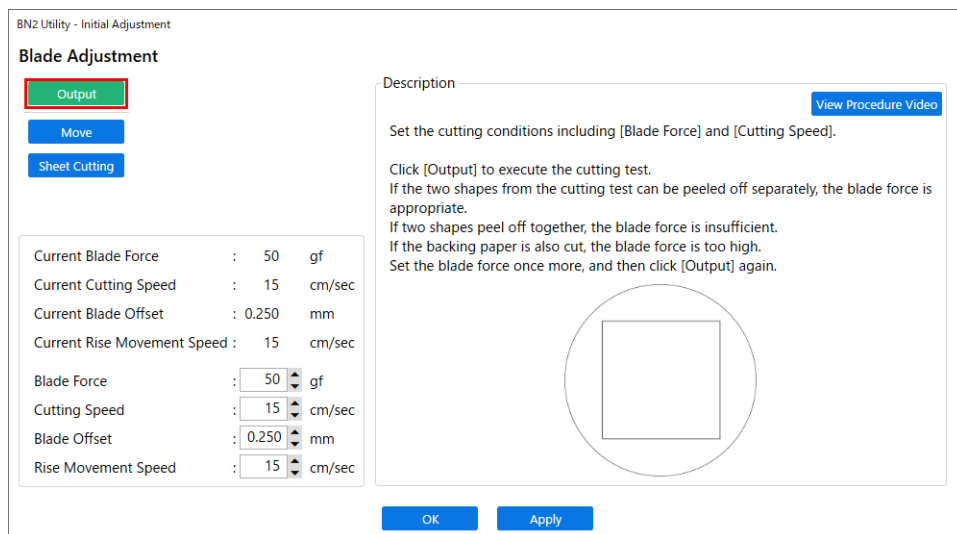 BN2 Utility - Initial Adjustment
Blade Adjustment
Output
Move
Sheet Cutting
Description
View Procedure Video
Set the cutting conditions including [Blade Force] and [Cutting Speed].
Click [Output] to execute the cutting test.
If the two shapes from the cutting test can be peeled off separately, the blade force is
appropriate.
If two shapes peel off together, the blade force is insufficient.
If the backing paper is also cut, the blade force is too high.
Set the blade force once more, and then click [Output] again.
Current Blade Force : 50 gf
Current Cutting Speed : 15 cm/sec
Current Blade Offset : 0.250 mm
Current Rise Movement Speed : 15 cm/sec
Blade Force : 50 gf
Cutting Speed : 15 cm/sec
Blade Offset : 0.250 mm
Rise Movement Speed : 15 cm/sec
OK
Apply